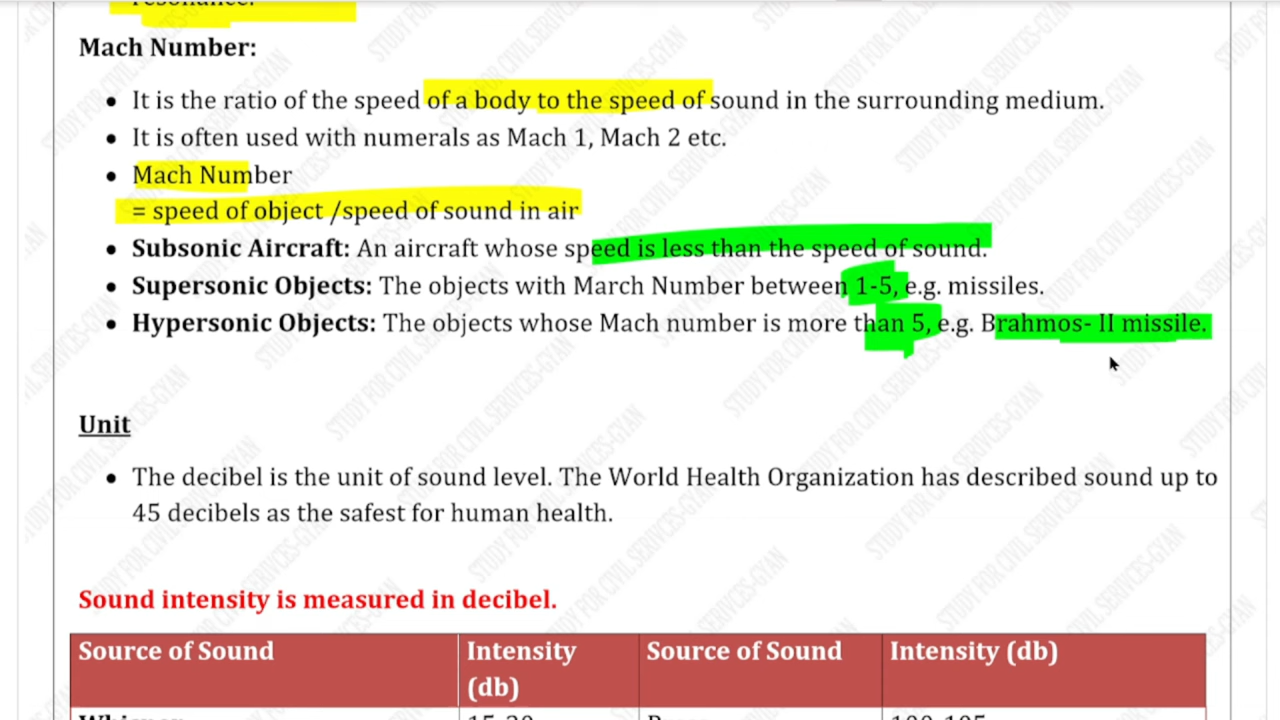 resonance.
Mach Number:
• It is the ratio of the speed of a body to the speed of sound in the surrounding medium.
• It is often used with numerals as Mach 1, Mach 2 etc.
• Mach Number
= speed of object /speed of sound in air
• Subsonic Aircraft: An aircraft whose speed is less than the speed of sound.
• Supersonic Objects: The objects with March Number between 1-5, e.g. missiles.
• Hypersonic Objects: The objects whose Mach number is more than 5, e.g. Brahmos- II missile.
Unit
• The decibel is the unit of sound level. The World Health Organization has described sound up to
45 decibels as the safest for human health.
Sound intensity is measured in decibel.
Source of Sound Intensity (db) Source of Sound Intensity (db)
STUDY FOR CIVIL SERIVCES-GYAN